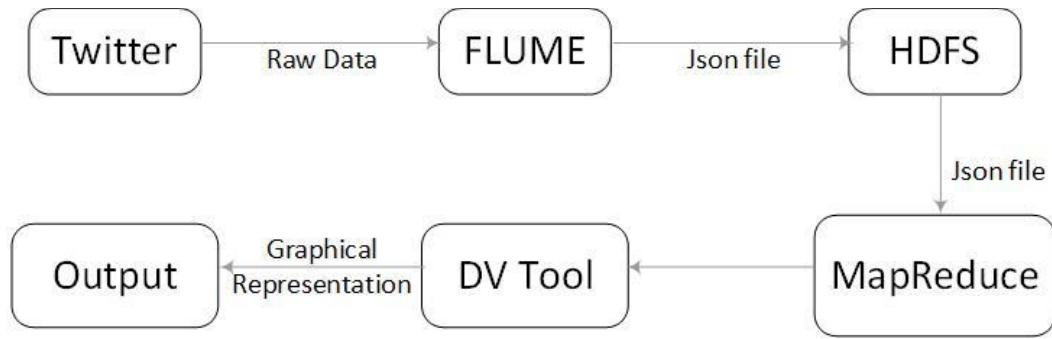 Twitter
Raw Data
FLUME
Json file
HDFS
Json file
MapReduce
DV Tool
Graphical
Representation
Output